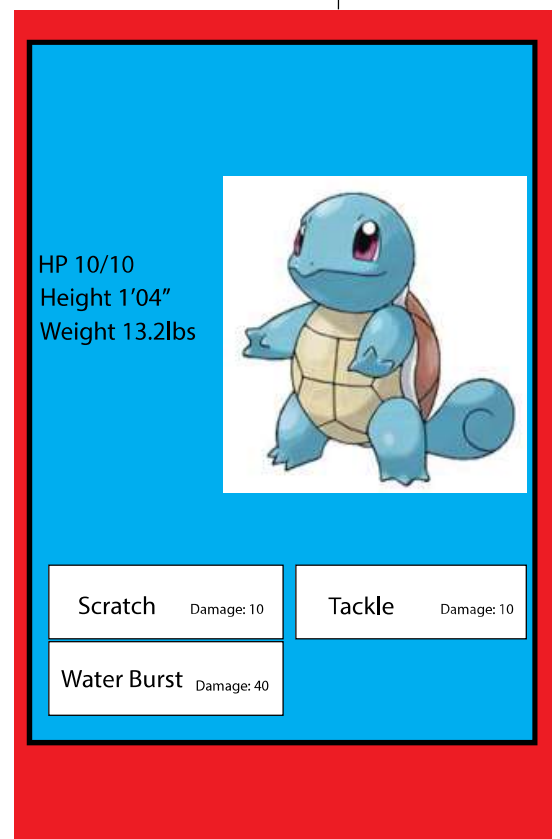 HP 10/10
Height 1’04”
Weight 13.2lbs
Scratch Damage: 10
Tackle Damage: 10
Water Burst Damage: 40